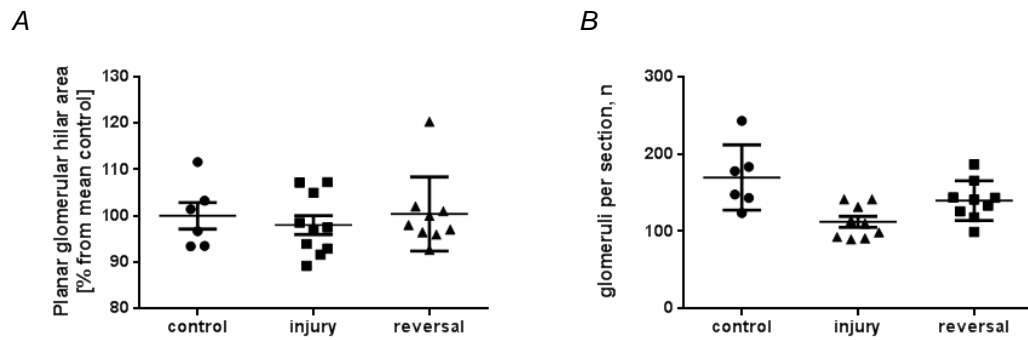 A
B
Planar glomerular hilar area
[% from mean control]
130
120
110
100
90
80
control
injury
reversal
glomeruli per section, n
300
200
100
0
control
injury
reversal